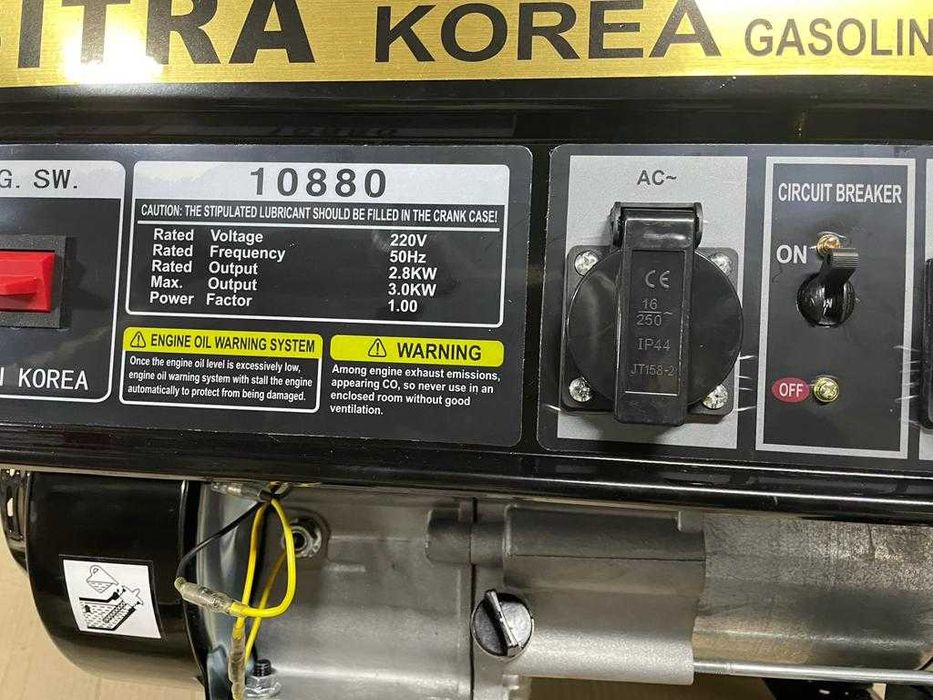 ITRA KOREA GASOLIN
G. SW.
KOREA
10880
CAUTION: THE STIPULATED LUBRICANT SHOULD BE FILLED IN THE CRANK CASE!
Rated Voltage 220V
Rated Frequency 50Hz
Rated Output 2.8KW
Max. Output 3.0KW
Power Factor 1.00
ENGINE OIL WARNING SYSTEM
Once the engine oil level is excessively low,
engine oil warning system with stall the engine
automatically to protect from being damaged.
WARNING
Among engine exhaust emissions,
appearing CO, so never use in an
enclosed room without good
ventilation.
AC~
CE
16
250~
IP44
JT158-2
CIRCUIT BREAKER
ON
OFF